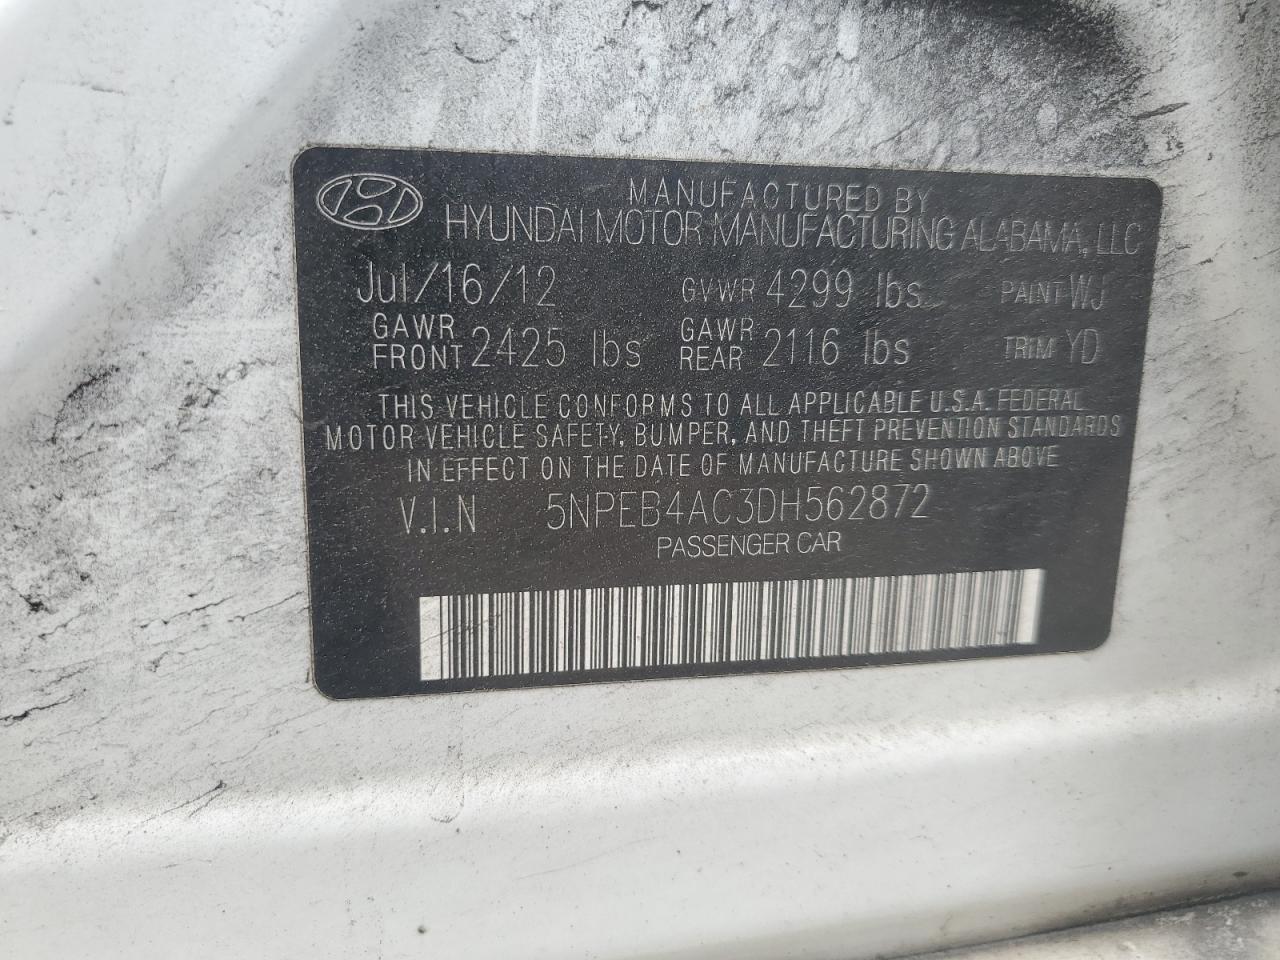 MANUFACTURED BY
HYUNDAI MOTOR MANUFACTURING ALABAMA, LLC
Jul/16/12 GVWR 4299 lbs PAINT WJ
GAWR FRONT 2425 lbs GAWR REAR 2116 lbs TRIM YD
THIS VEHICLE CONFORMS TO ALL APPLICABLE U.S.A. FEDERAL
MOTOR VEHICLE SAFETY, BUMPER, AND THEFT PREVENTION STANDARDS
IN EFFECT ON THE DATE OF MANUFACTURE SHOWN ABOVE
V.I.N 5NPEB4AC3DH562872
PASSENGER CAR